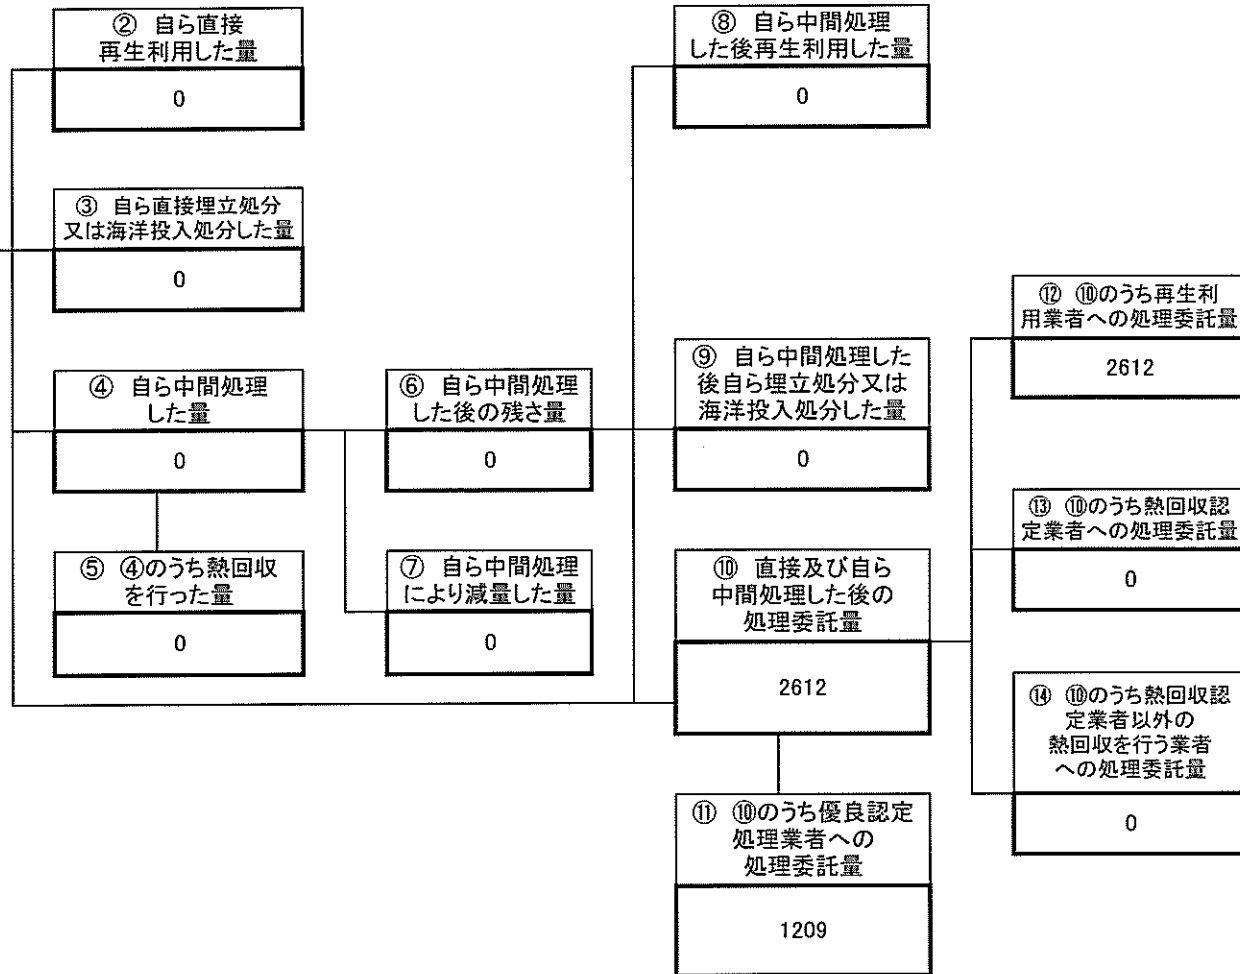 ② 自ら直接
再生利用した量
0
③ 自ら直接埋立処分
又は海洋投入処分した量
0
④ 自ら中間処理
した量
0
⑤ ④のうち熱回収
を行った量
0
⑥ 自ら中間処理
した後の残さ量
0
⑦ 自ら中間処理
により減量した量
0
⑧ 自ら中間処理
した後再生利用した量
0
⑨ 自ら中間処理した
後自ら埋立処分又は
海洋投入処分した量
0
⑩ 直接及び自ら
中間処理した後の
処理委託量
2612
⑪ ⑩のうち優良認定
処理業者への
処理委託量
1209
⑫ ⑩のうち再生利
用業者への処理委託量
2612
⑬ ⑩のうち熱回収認
定業者への処理委託量
0
⑭ ⑩のうち熱回収認
定業者以外の
熱回収を行う業者
への処理委託量
0